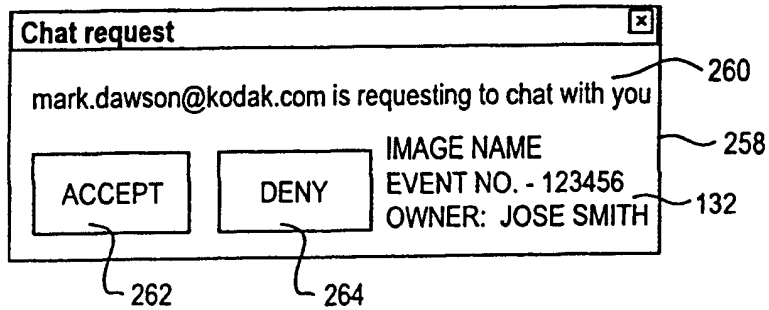 Chat request
x
mark.dawson@kodak.com is requesting to chat with you
260
258
IMAGE NAME
ACCEPT
DENY
EVENT NO. - 123456
OWNER: JOSE SMITH
132
262
264